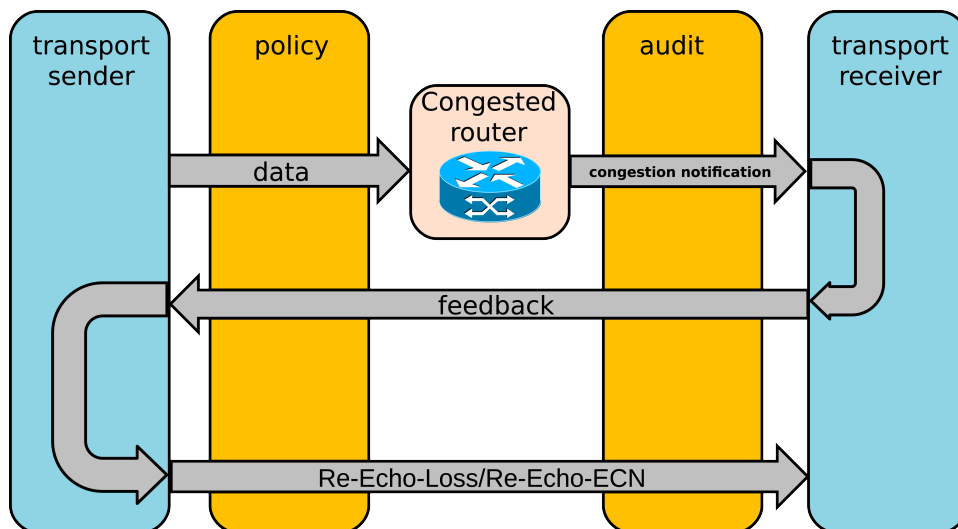 transport
sender
policy
audit
transport
receiver
Congested
router
data
congestion notification
feedback
Re-Echo-Loss/Re-Echo-ECN